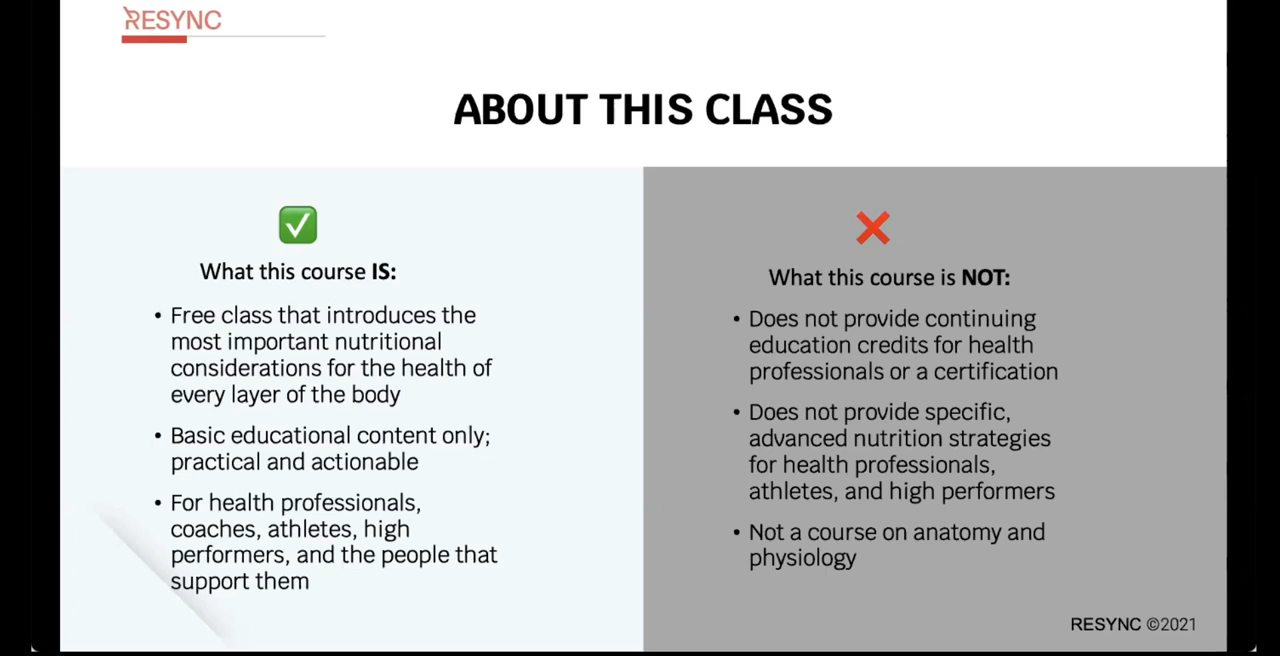 RESYNC
ABOUT THIS CLASS
What this course IS:
• Free class that introduces the
most important nutritional
considerations for the health of
every layer of the body
• Basic educational content only;
practical and actionable
• For health professionals,
coaches, athletes, high
performers, and the people that
support them
What this course is NOT:
• Does not provide continuing
education credits for health
professionals or a certification
• Does not provide specific,
advanced nutrition strategies
for health professionals,
athletes, and high performers
• Not a course on anatomy and
physiology
RESYNC ©2021